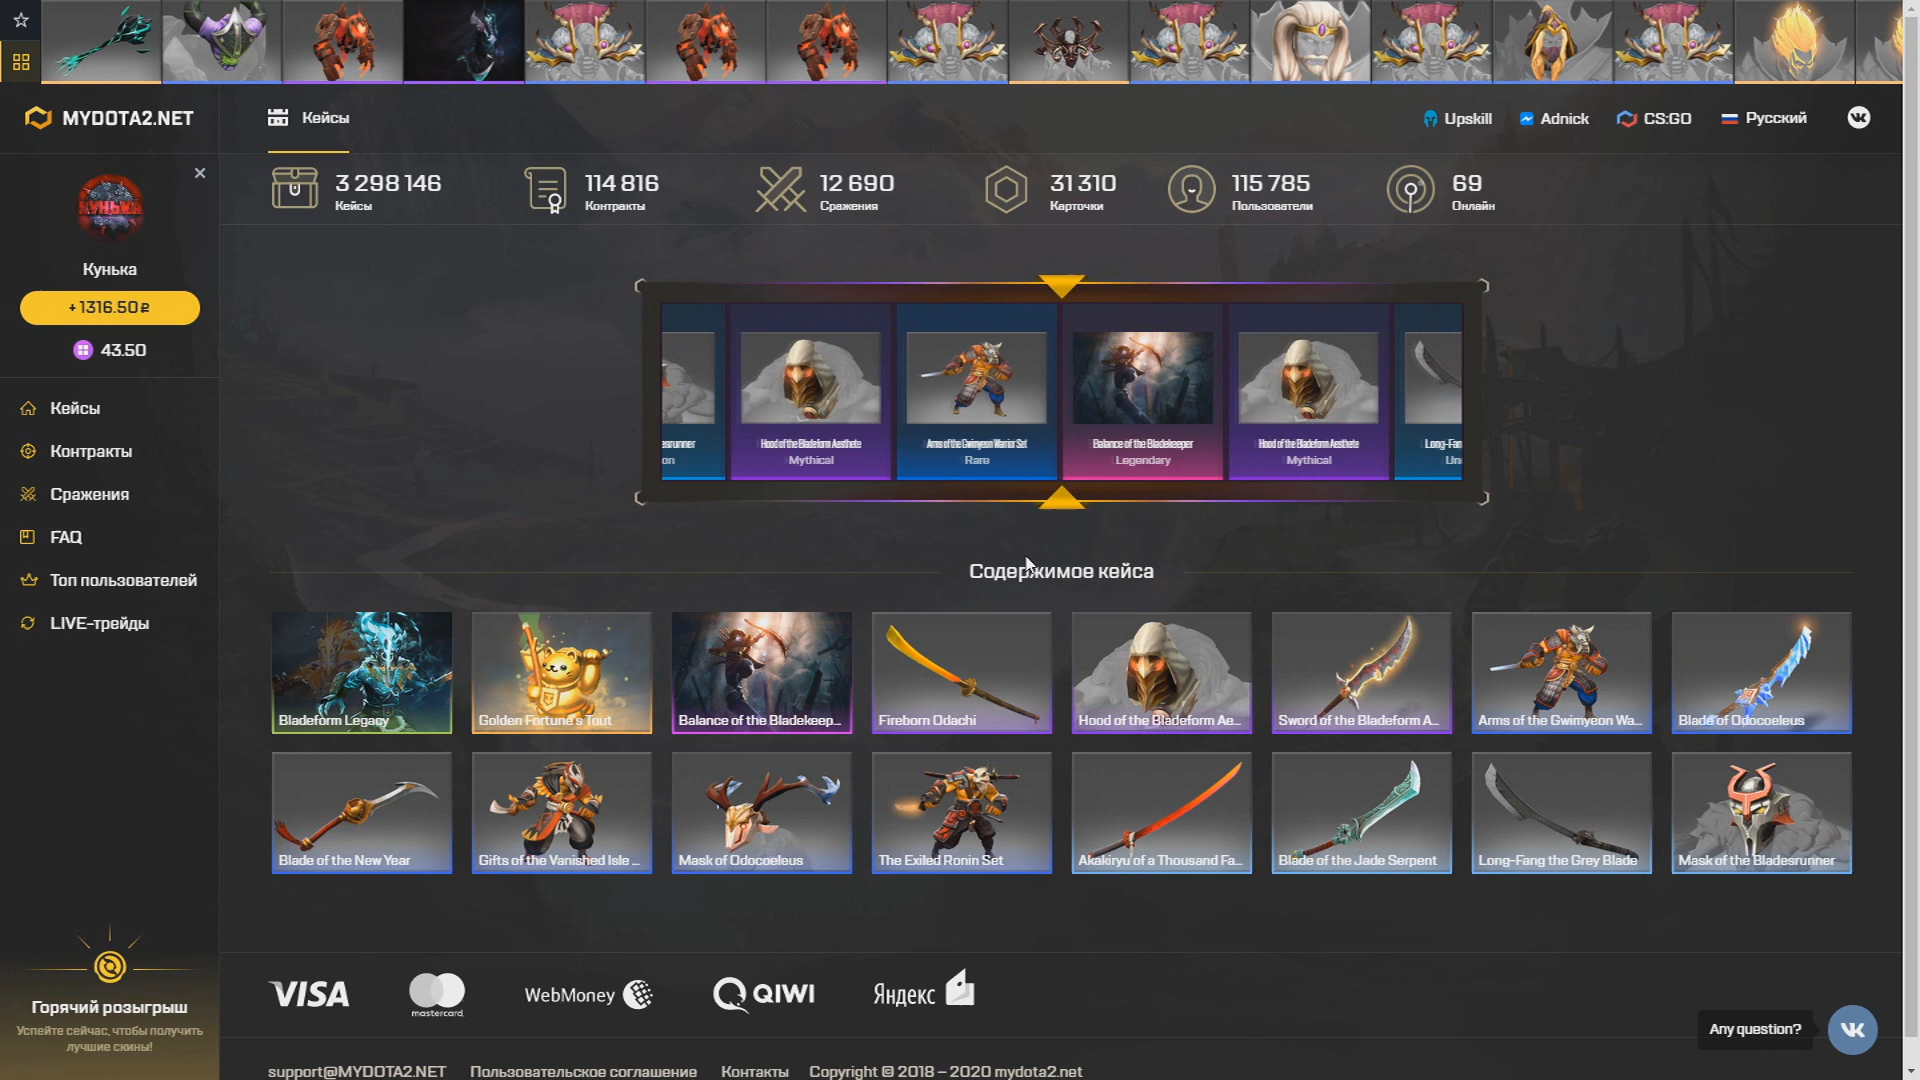 MYDOTA2.NET
Кейсы
Upskill
Adnick
CS:GO
Русский
3 298 146
Кейсы
114 816
Контракты
12 690
Сражения
31 310
Карточки
115 785
Пользователи
69
Онлайн
Кунька
+ 1316.50 ₽
43.50
Кейсы
Контракты
Сражения
FAQ
Топ пользователей
LIVE-трейды
Hood of the Bladeform Aesthete
Mythical
Arms of the Gwimyeon Warrior Set
Rare
Balance of the Bladekeeper
Legendary
Hood of the Bladeform Aesthete
Mythical
Long-Fan
Un
Содержимое кейса
Bladeform Legacy
Golden Fortune's Tout
Balance of the Bladekeep...
Fireborn Odachi
Hood of the Bladeform Ae...
Sword of the Bladeform A...
Arms of the Gwimyeon Wa...
Blade of Odocoeleus
Blade of the New Year
Gifts of the Vanished Isle ...
Mask of Odocoeleus
The Exiled Ronin Set
Akakiryu of a Thousand Fa...
Blade of the Jade Serpent
Long-Fang the Grey Blade
Mask of the Bladesrunner
Горячий розыгрыш
Успейте сейчас, чтобы получить
лучшие скины!
VISA
mastercard.
WebMoney
QIWI
Яндекс
Any question?
support@MYDOTA2.NET
Пользовательское соглашение
Контакты
Copyright © 2018 – 2020 mydota2.net